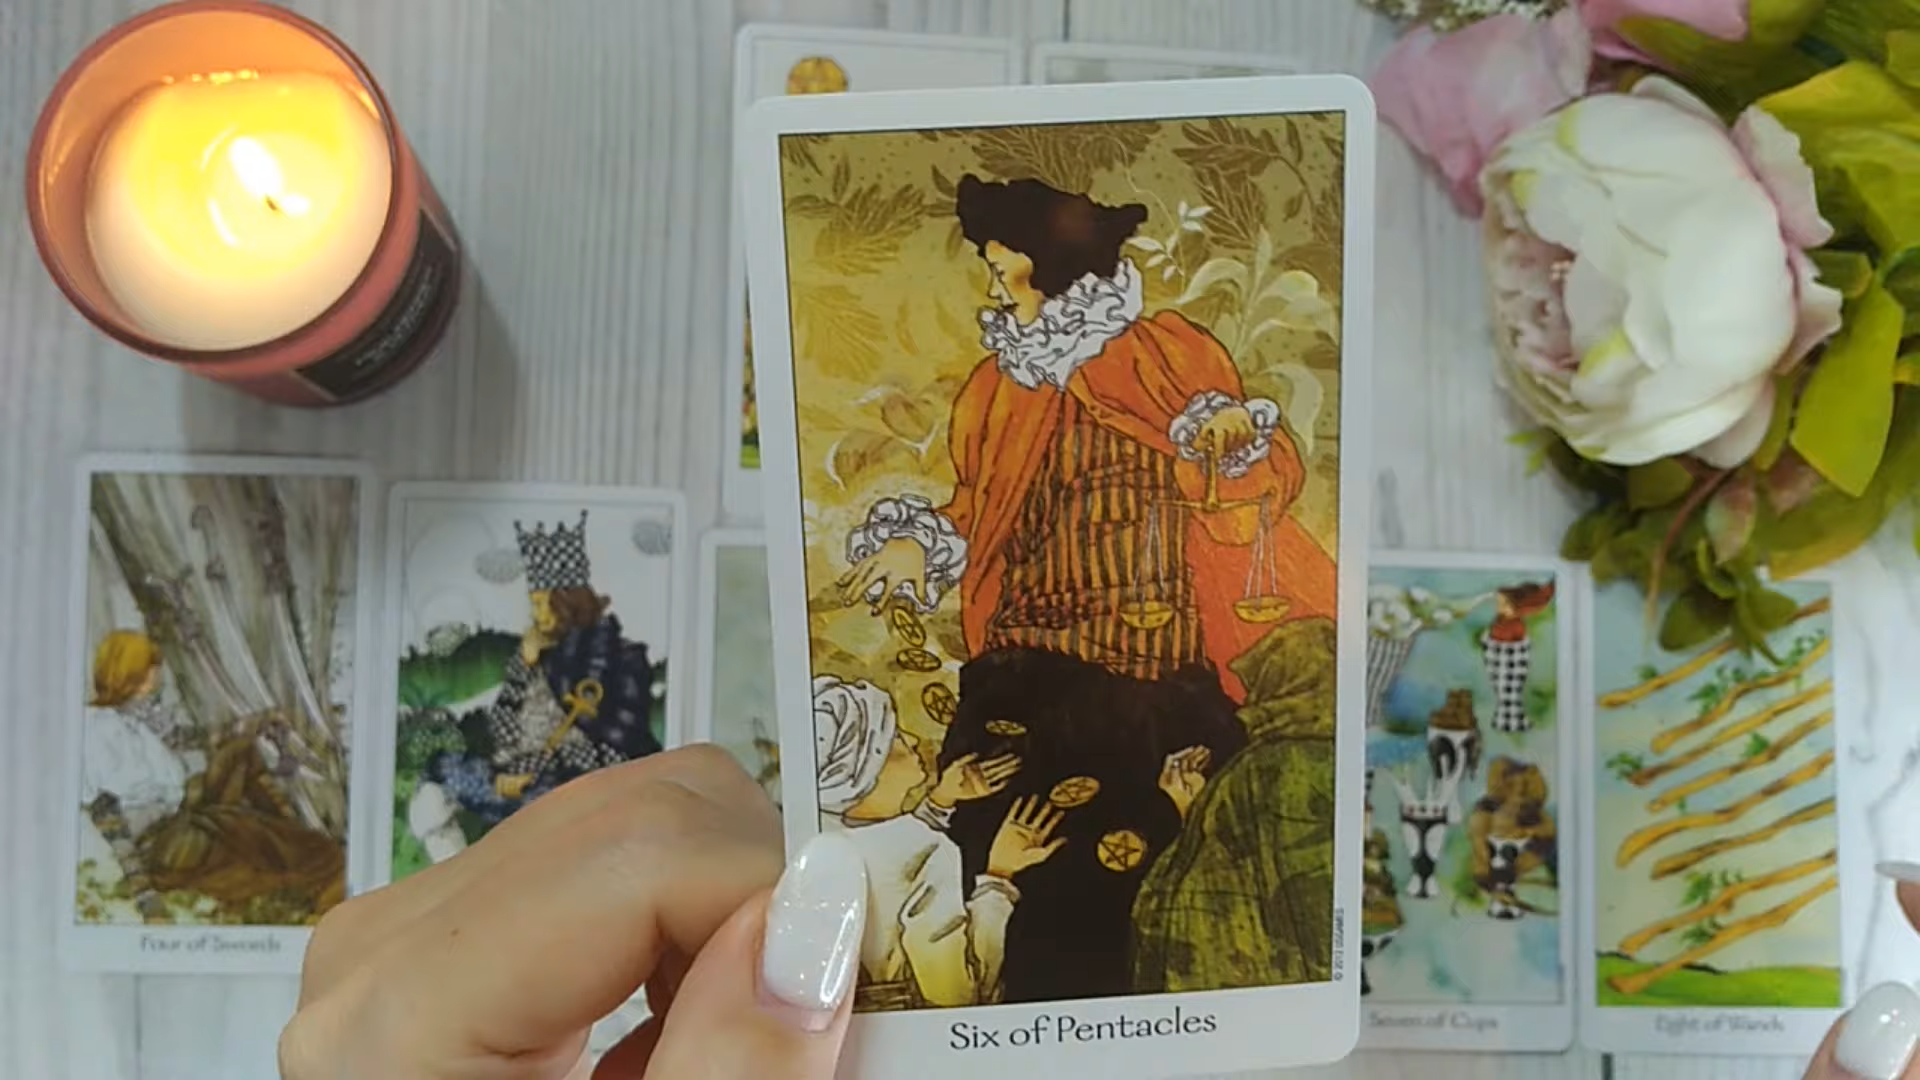 Four of Swords
Six of Pentacles
Seven of Cups
Eight of Wands